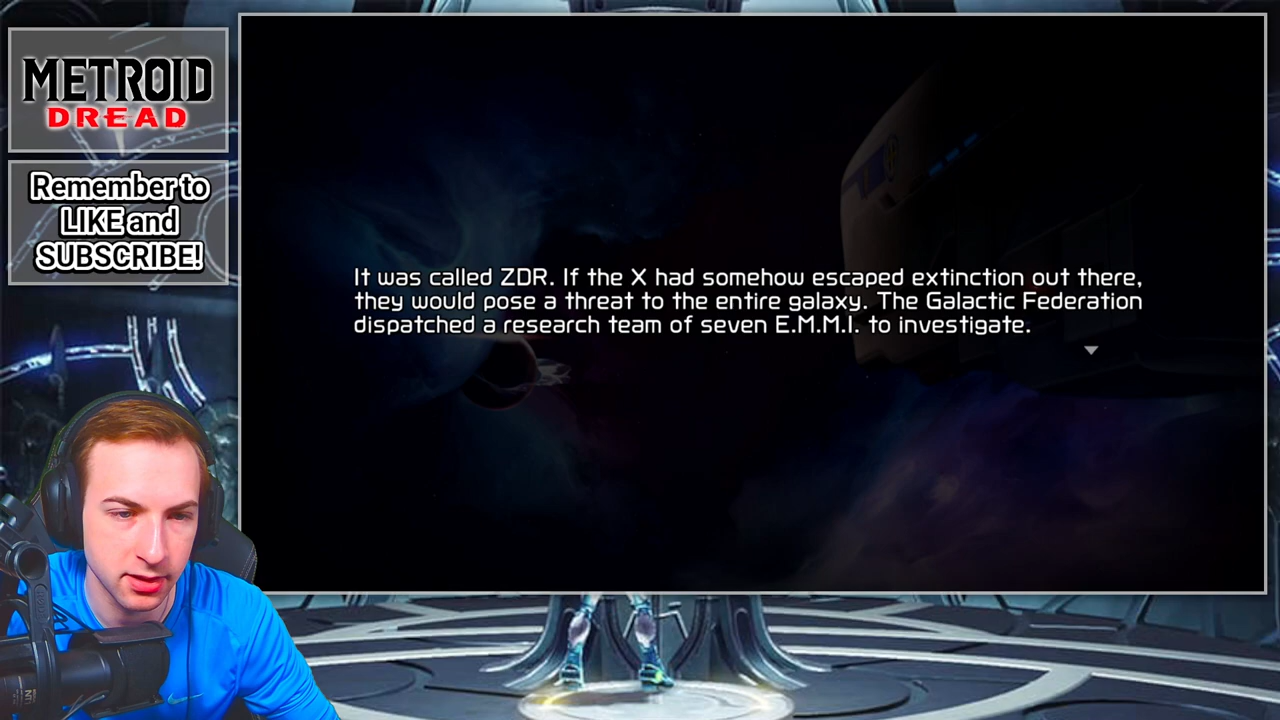 METROID
DREAD
Remember to
LIKE and
SUBSCRIBE!
It was called ZDR. If the X had somehow escaped extinction out there,
they would pose a threat to the entire galaxy. The Galactic Federation
dispatched a research team of seven E.M.M.I. to investigate.